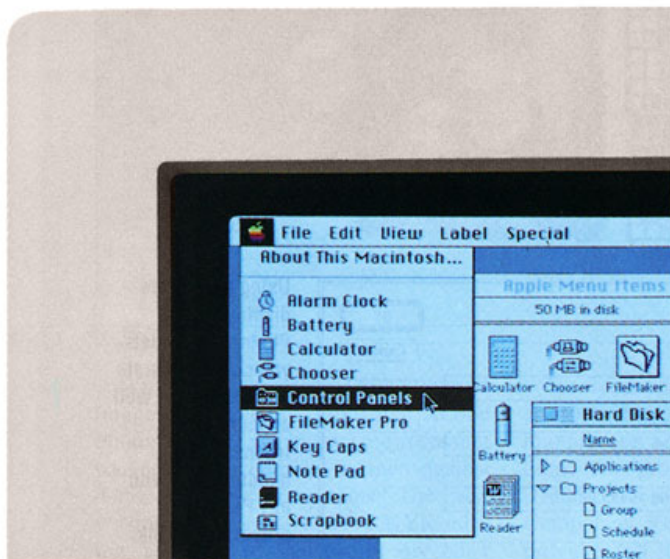 File Edit View Label Special
About This Macintosh...
Alarm Clock
Battery
Calculator
Chooser
Control Panels
FileMaker Pro
Key Caps
Note Pad
Reader
Scrapbook
Apple Menu Items
50 MB in disk
Calculator Chooser FileMaker
Battery
Reader
Hard Disk
Name
Applications
Projects
Group
Schedule
Roster